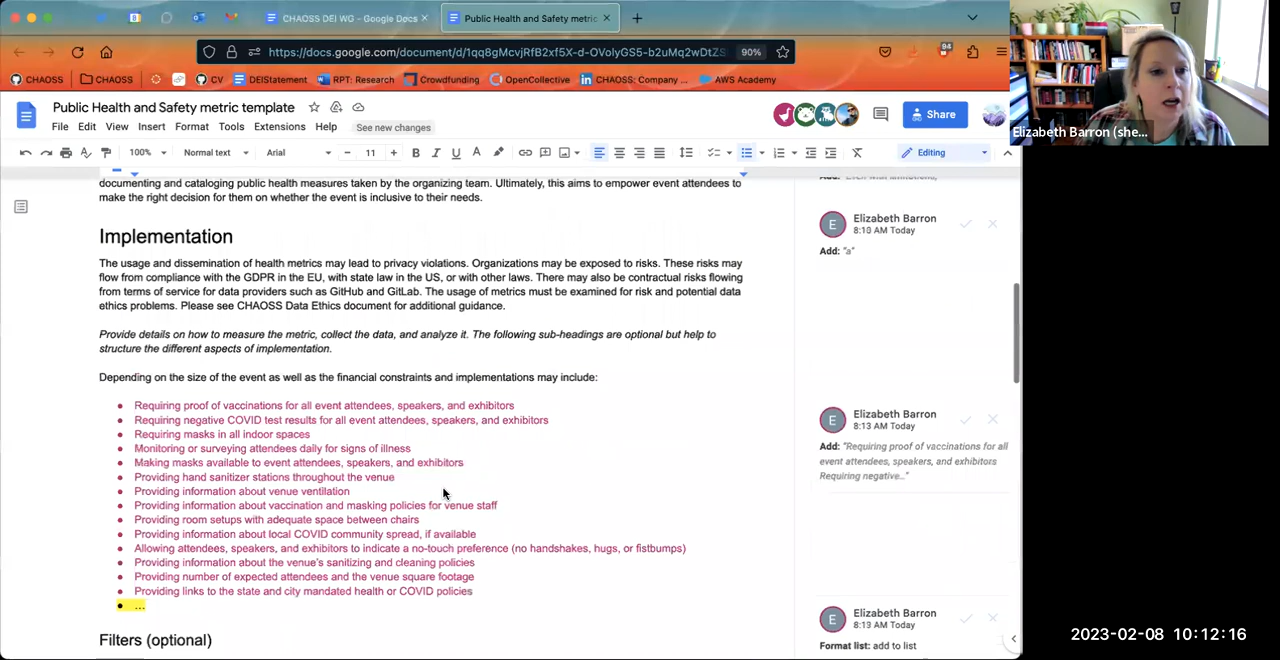 CHAOSS DEI WG - Google Docs
Public Health and Safety metric
https://docs.google.com/document/d/1qq8gMcvjRfB2xf5X-d-OVolyGS5-b2uMq2wDtZS
90%
94
CHAOSS
CHAOSS
CV
DEIStatement
RPT: Research
Crowdfunding
OpenCollective
CHAOSS: Company ...
AWS Academy
Public Health and Safety metric template
File Edit View Insert Format Tools Extensions Help
See new changes
Share
100%
Normal text
Arial
11
Editing
documenting and cataloging public health measures taken by the organizing team. Ultimately, this aims to empower event attendees to
make the right decision for them on whether the event is inclusive to their needs.
Implementation
The usage and dissemination of health metrics may lead to privacy violations. Organizations may be exposed to risks. These risks may
flow from compliance with the GDPR in the EU, with state law in the US, or with other laws. There may also be contractual risks flowing
from terms of service for data providers such as GitHub and GitLab. The usage of metrics must be examined for risk and potential data
ethics problems. Please see CHAOSS Data Ethics document for additional guidance.
Provide details on how to measure the metric, collect the data, and analyze it. The following sub-headings are optional but help to
structure the different aspects of implementation.
Depending on the size of the event as well as the financial constraints and implementations may include:
● Requiring proof of vaccinations for all event attendees, speakers, and exhibitors
● Requiring negative COVID test results for all event attendees, speakers, and exhibitors
● Requiring masks in all indoor spaces
● Monitoring or surveying attendees daily for signs of illness
● Making masks available to event attendees, speakers, and exhibitors
● Providing hand sanitizer stations throughout the venue
● Providing information about venue ventilation
● Providing information about vaccination and masking policies for venue staff
● Providing room setups with adequate space between chairs
● Providing information about local COVID community spread, if available
● Allowing attendees, speakers, and exhibitors to indicate a no-touch preference (no handshakes, hugs, or fistbumps)
● Providing information about the venue's sanitizing and cleaning policies
● Providing number of expected attendees and the venue square footage
● Providing links to the state and city mandated health or COVID policies
● ...
Filters (optional)
E
Elizabeth Barron
8:10 AM Today
Add: "a"
E
Elizabeth Barron
8:13 AM Today
Add: "Requiring proof of vaccinations for all
event attendees, speakers, and exhibitors
Requiring negative..."
E
Elizabeth Barron
8:13 AM Today
Format list: add to list
Elizabeth Barron (she...
2023-02-08 10:12:16